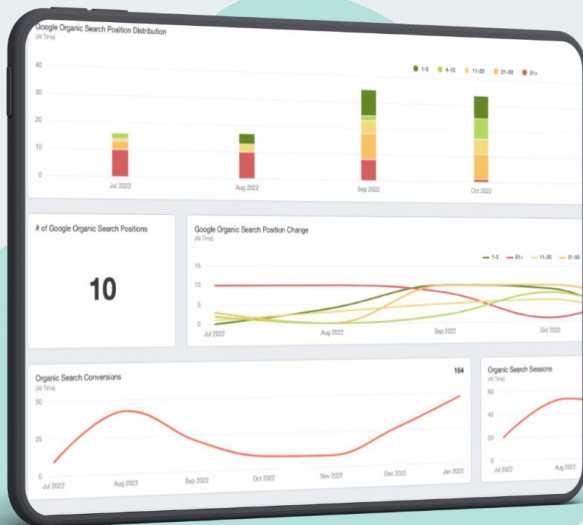 Google Organic Search Position Distribution
(All Time)
1-3 4-10 11-20 21-50 51+
40
30
20
10
0
Jul 2022 Aug 2022 Sep 2022 Oct 2022
# of Google Organic Search Positions
10
Google Organic Search Position Change
(All Time)
1-3 51+ 11-20 21-50
15
10
5
0
Jul 2022 Aug 2022 Sep 2022 Oct 2022
Organic Search Conversions
(All Time)
164
50
25
0
Jul 2022 Aug 2022 Sep 2022 Oct 2022 Nov 2022 Dec 2022 Jan 2023
Organic Search Sessions
(All Time)
60
40
20
0
Jul 2022 Aug 2022